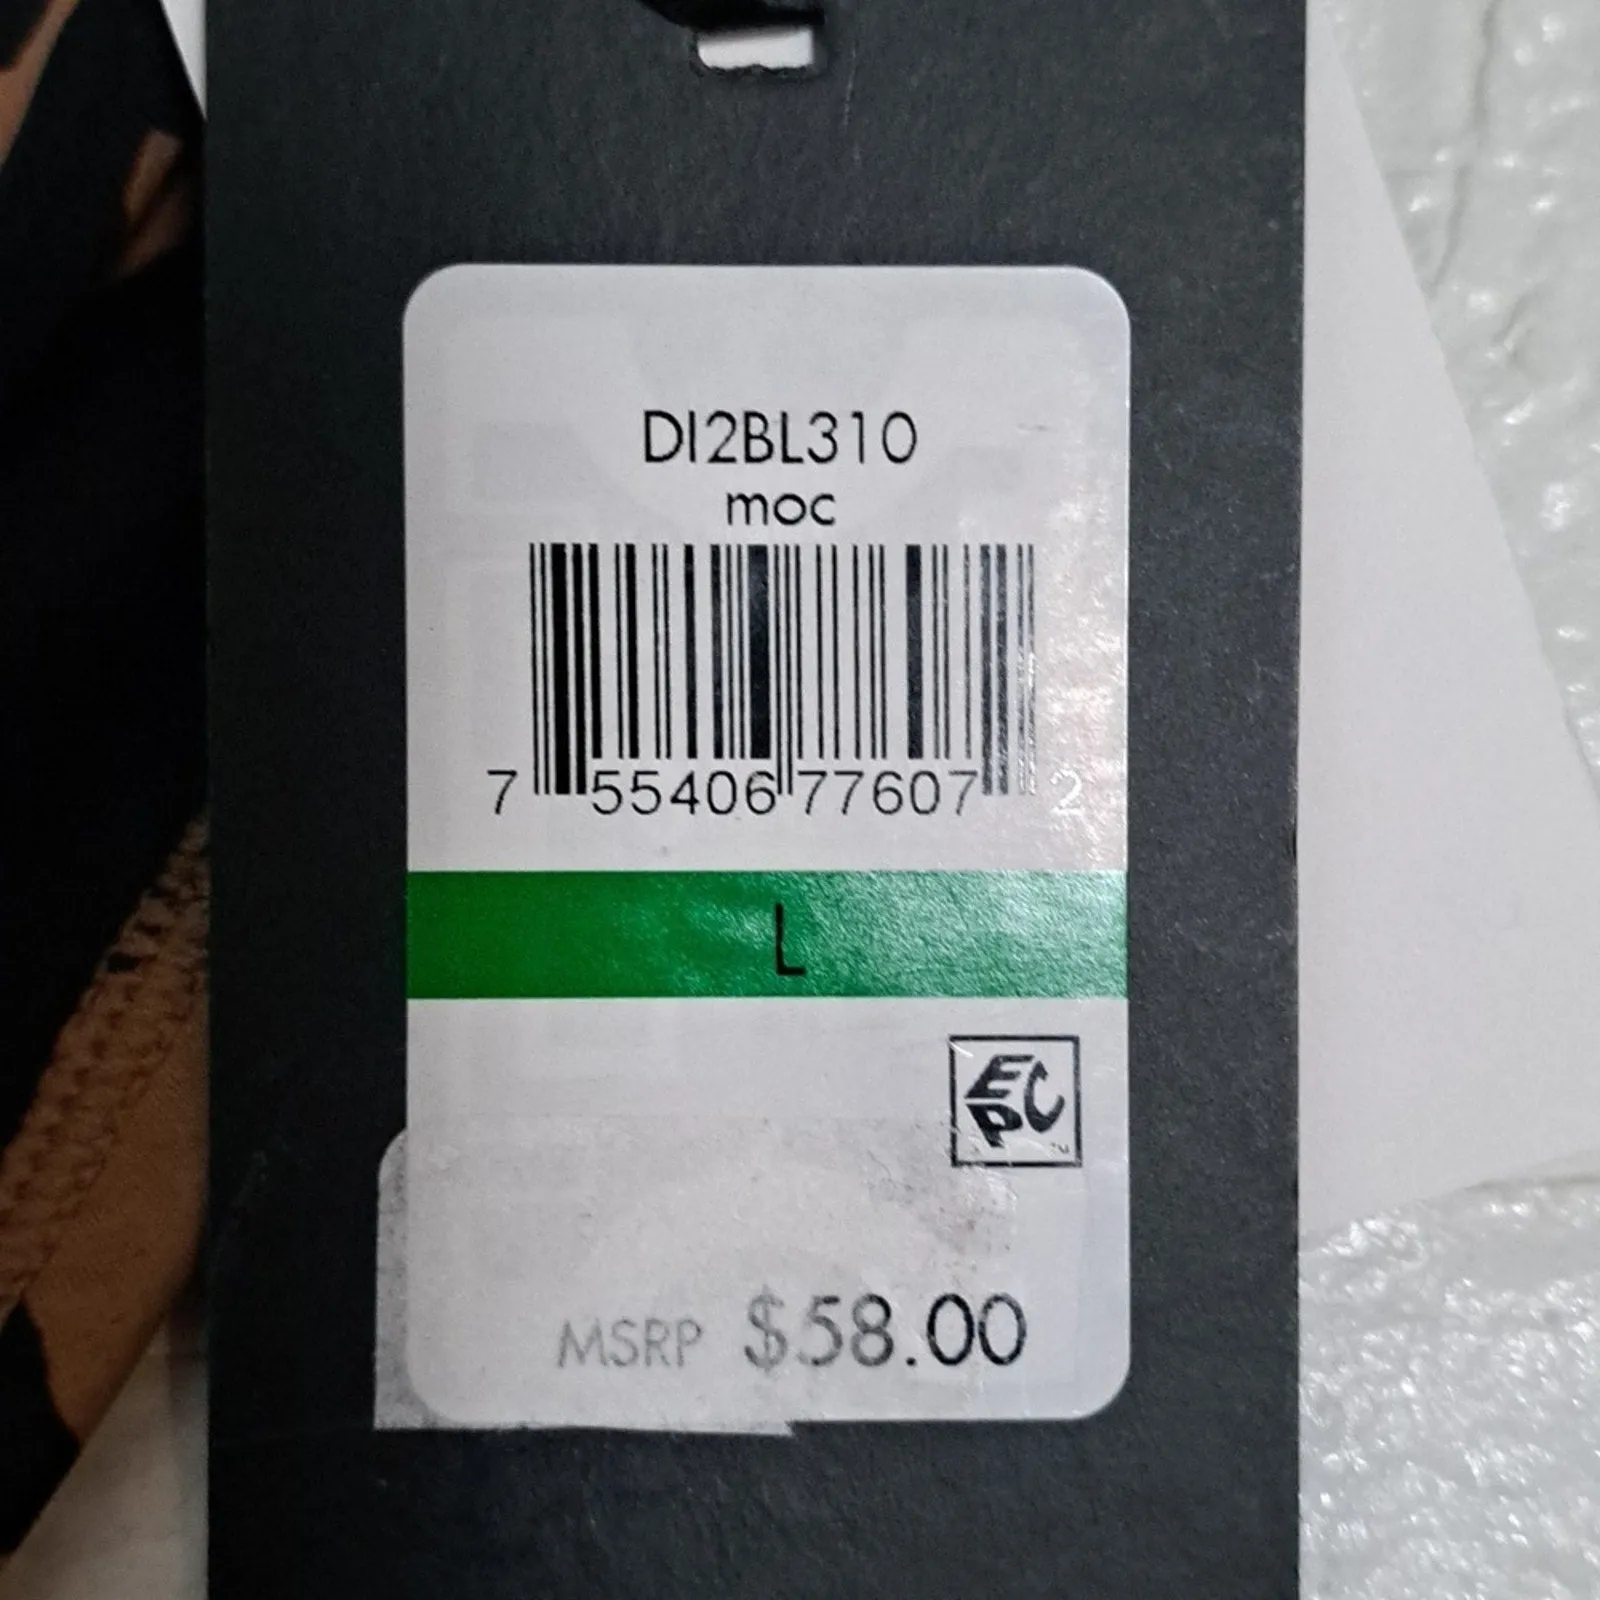 DI2BL310
moc
7 55406 77607 2
L
EPC
MSRP $58.00